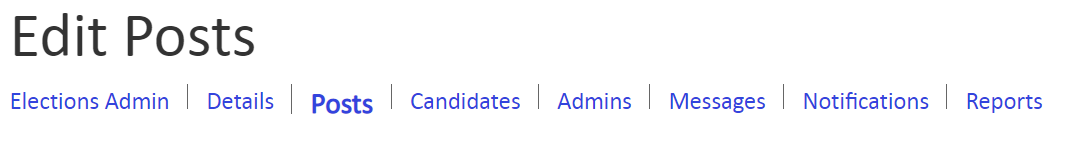 Edit Posts
Elections Admin Details Posts Candidates Admins Messages Notifications Reports